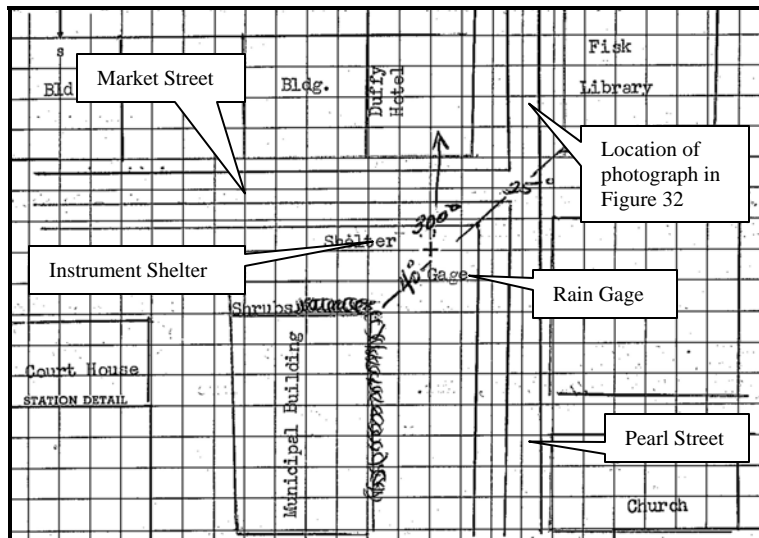 s
Fisk
Library
Bld
Bldg.
Duffy
Hotel
Market Street
Location of
photograph in
Figure 32
25°
300°
Shelter
Instrument Shelter
40°
Gage
Rain Gage
Shrubs
Court House
STATION DETAIL
Municipal Building
Pearl Street
Church